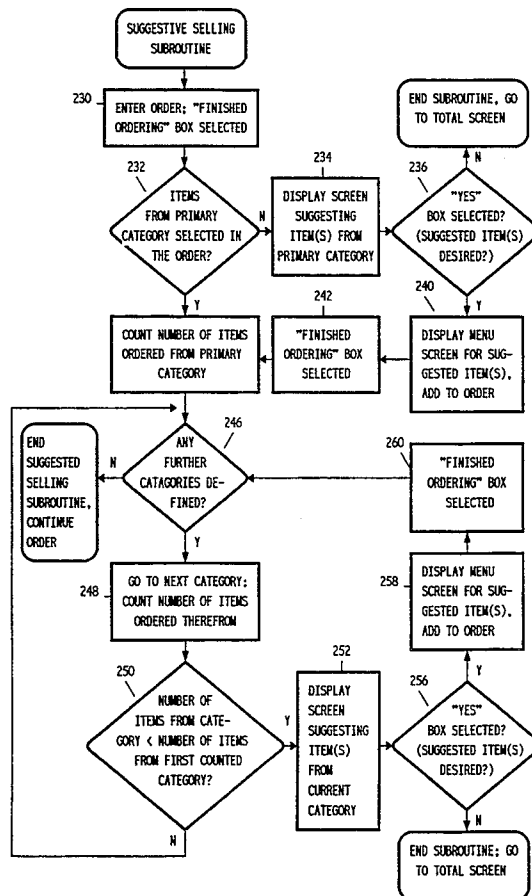 SUGGESTIVE SELLING
SUBROUTINE
230
ENTER ORDER; "FINISHED
ORDERING" BOX SELECTED
232
ITEMS
FROM PRIMARY
CATEGORY SELECTED IN
THE ORDER?
N
Y
234
DISPLAY SCREEN
SUGGESTING
ITEM(S) FROM
PRIMARY CATEGORY
END SUBROUTINE, GO
TO TOTAL SCREEN
N
236
"YES"
BOX SELECTED?
(SUGGESTED ITEM(S)
DESIRED?)
Y
240
DISPLAY MENU
SCREEN FOR SUG-
GESTED ITEM(S),
ADD TO ORDER
242
"FINISHED
ORDERING" BOX
SELECTED
COUNT NUMBER OF ITEMS
ORDERED FROM PRIMARY
CATEGORY
246
ANY
FURTHER
CATAGORIES DE-
FINED?
N
Y
END
SUGGESTED
SELLING
SUBROUTINE,
CONTINUE
ORDER
248
GO TO NEXT CATEGORY;
COUNT NUMBER OF ITEMS
ORDERED THEREFROM
250
NUMBER OF
ITEMS FROM CATE-
GORY < NUMBER OF ITEMS
FROM FIRST COUNTED
CATEGORY?
Y
N
252
DISPLAY
SCREEN
SUGGESTING
ITEM(S)
FROM
CURRENT
CATEGORY
260
"FINISHED
ORDERING" BOX
SELECTED
258
DISPLAY MENU
SCREEN FOR SUG-
GESTED ITEM(S),
ADD TO ORDER
Y
256
"YES"
BOX SELECTED?
(SUGGESTED ITEM(S)
DESIRED?)
N
END SUBROUTINE; GO
TO TOTAL SCREEN